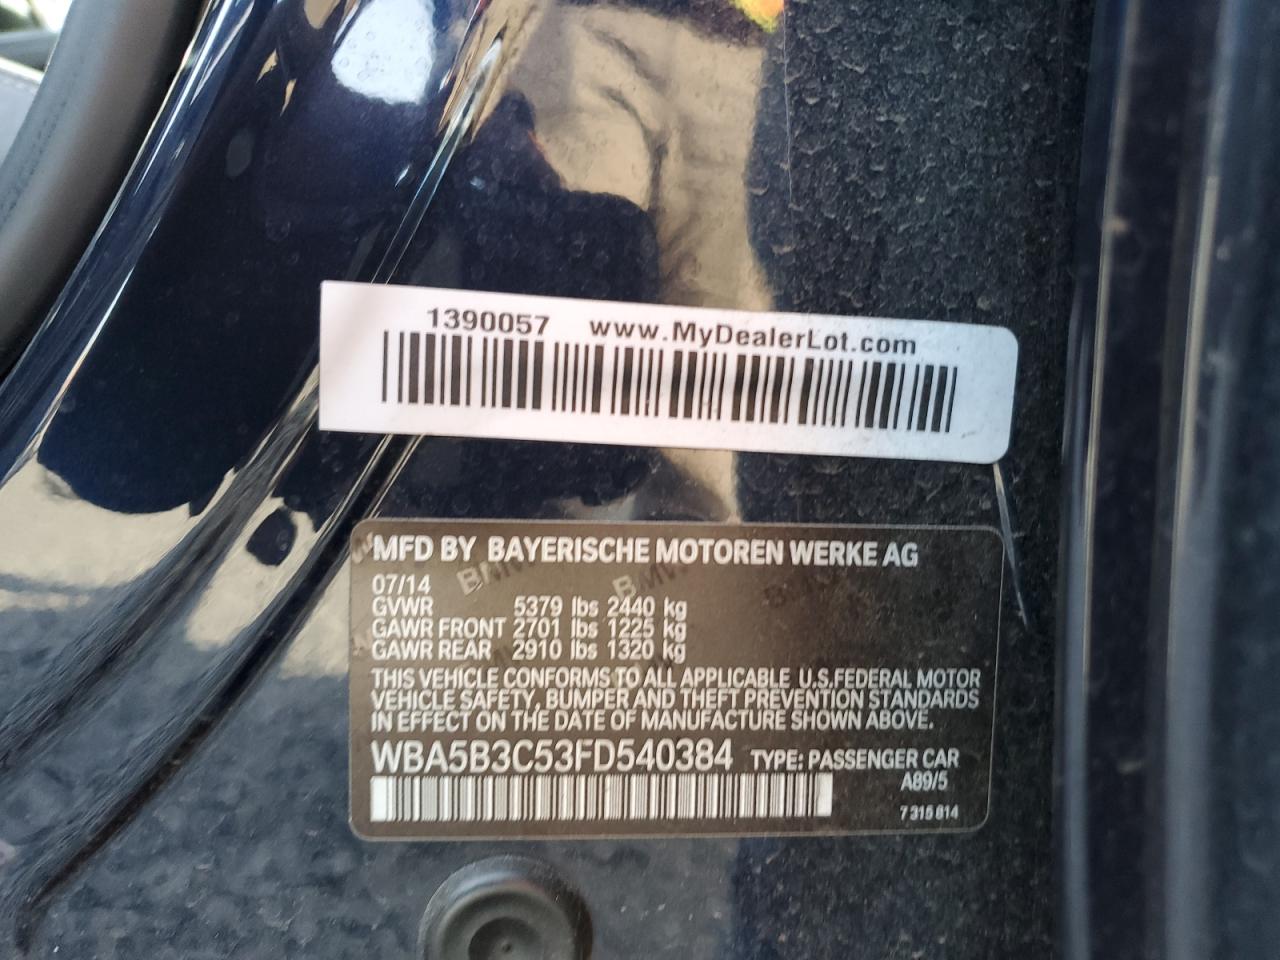 1390057 www.MyDealerLot.com
MFD BY BAYERISCHE MOTOREN WERKE AG
07/14
GVWR 5379 lbs 2440 kg
GAWR FRONT 2701 lbs 1225 kg
GAWR REAR 2910 lbs 1320 kg
THIS VEHICLE CONFORMS TO ALL APPLICABLE U.S.FEDERAL MOTOR
VEHICLE SAFETY, BUMPER AND THEFT PREVENTION STANDARDS
IN EFFECT ON THE DATE OF MANUFACTURE SHOWN ABOVE.
WBA5B3C53FD540384 TYPE: PASSENGER CAR
A89/5
7 315 814